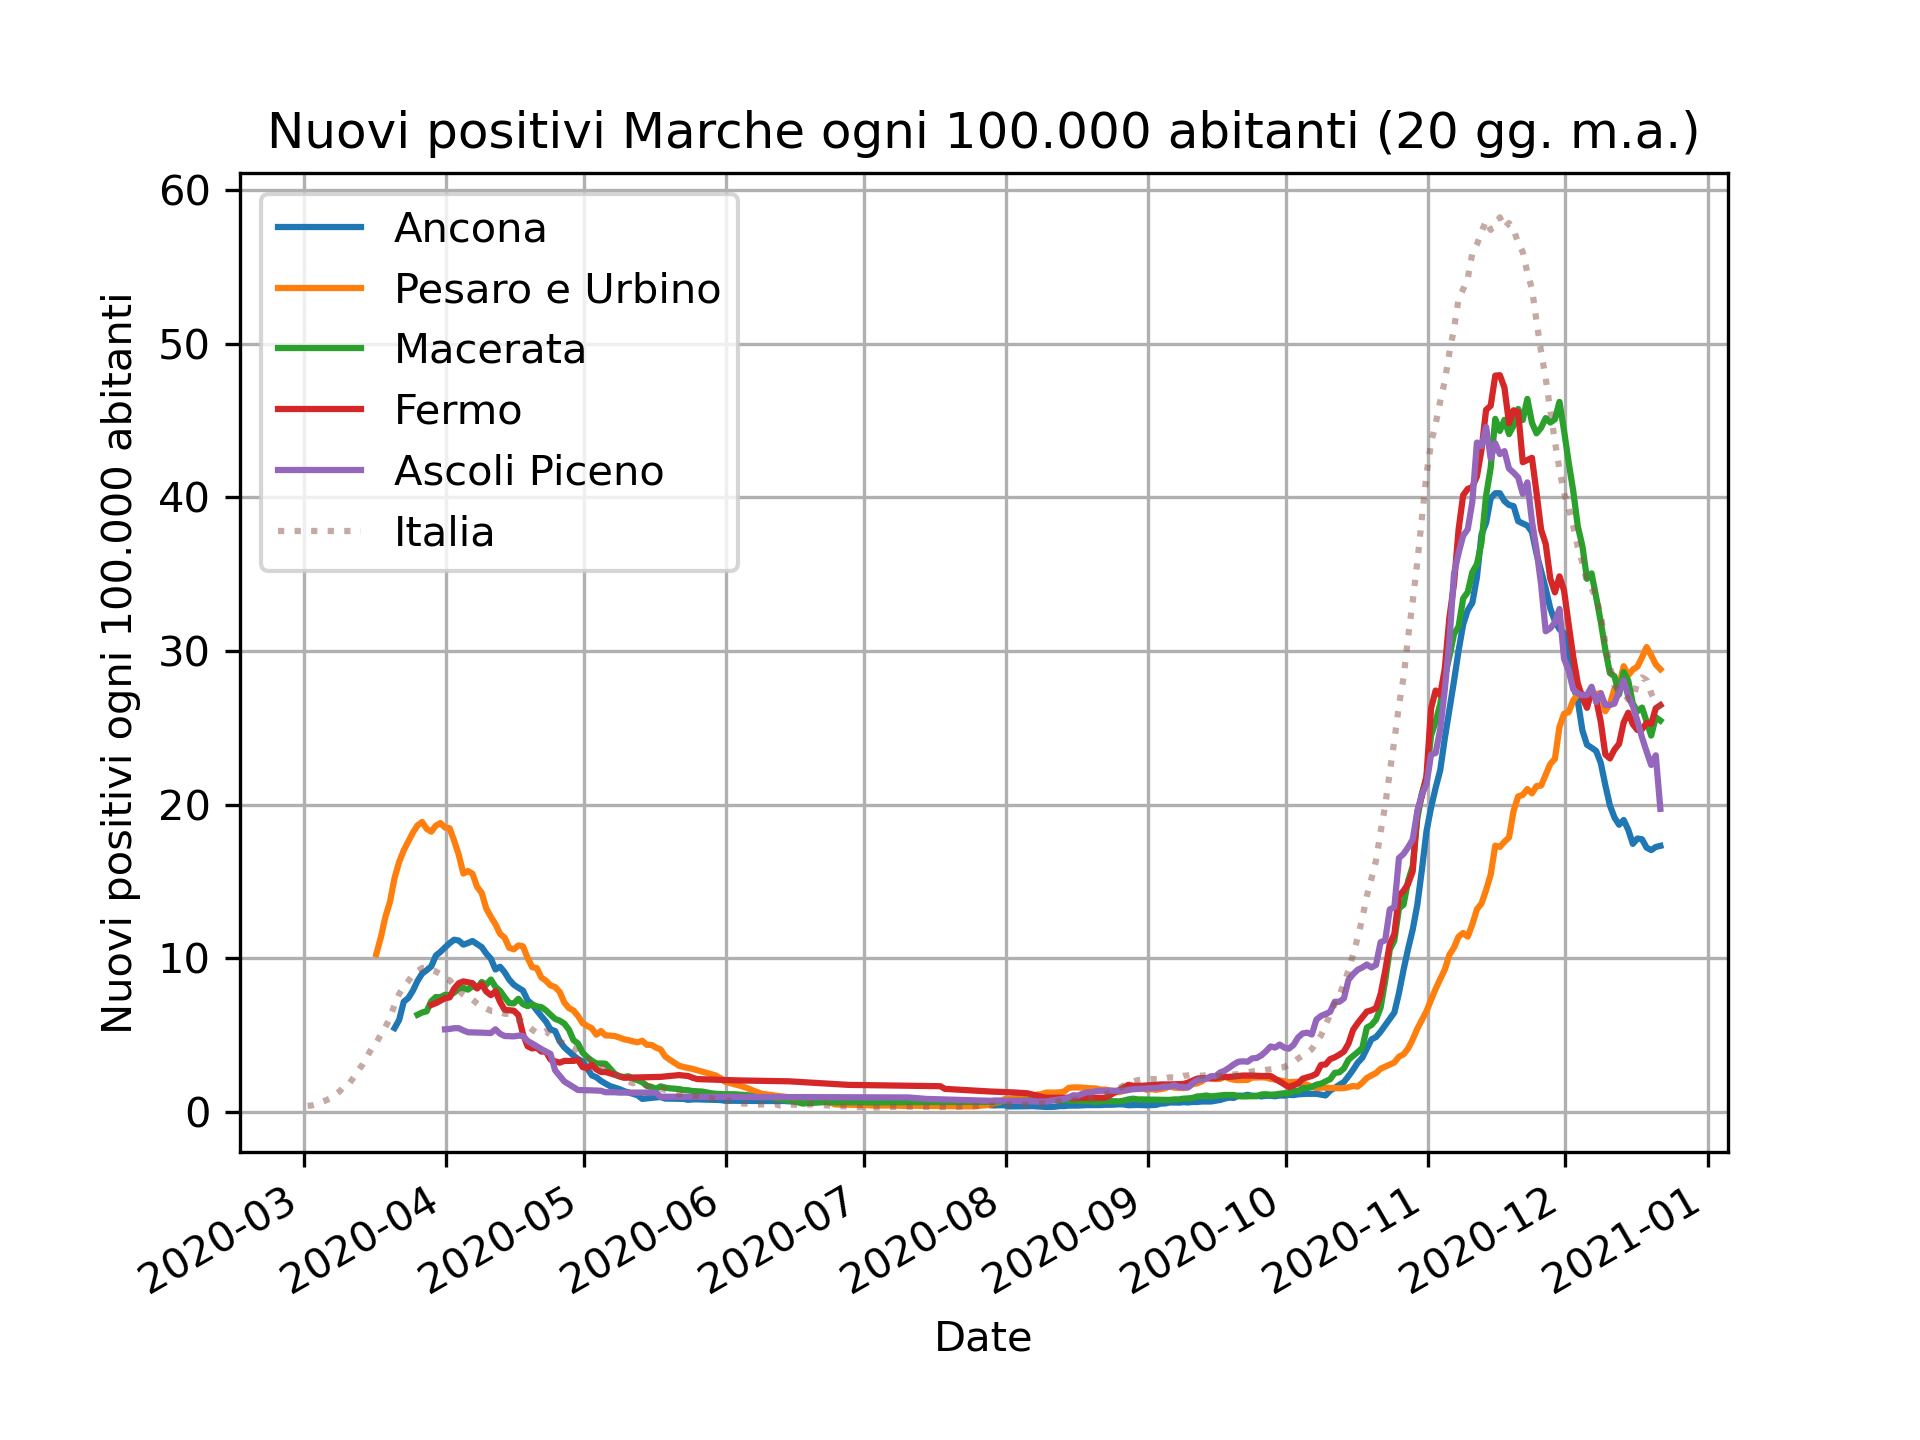 Nuovi positivi Marche ogni 100.000 abitanti (20 gg. m.a.)
Nuovi positivi ogni 100.000 abitanti
60
50
40
30
20
10
0
Ancona
Pesaro e Urbino
Macerata
Fermo
Ascoli Piceno
Italia
2020-03
2020-04
2020-05
2020-06
2020-07
2020-08
2020-09
2020-10
2020-11
2020-12
2021-01
Date